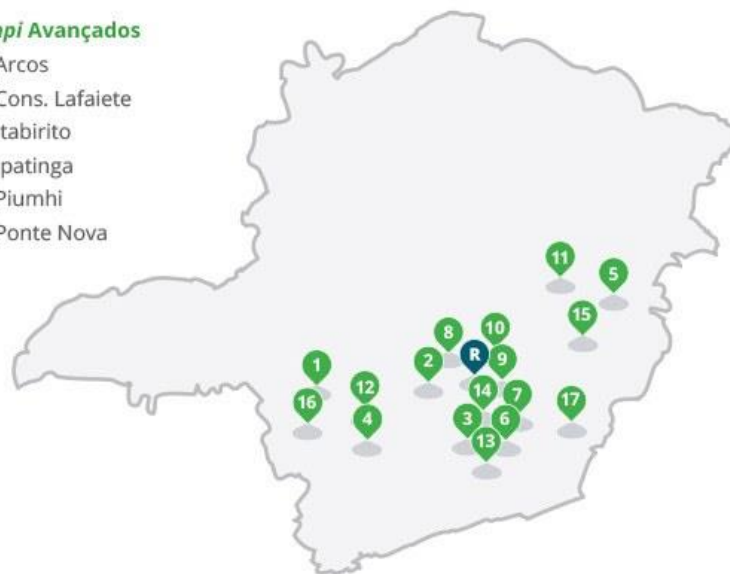 pi Avançados
Arcos
Cons. Lafaiete
tabirito
patinga
Piumhi
Ponte Nova
11
5
15
10
8
R
9
2
1
12
14
7
16
17
4
3
6
13